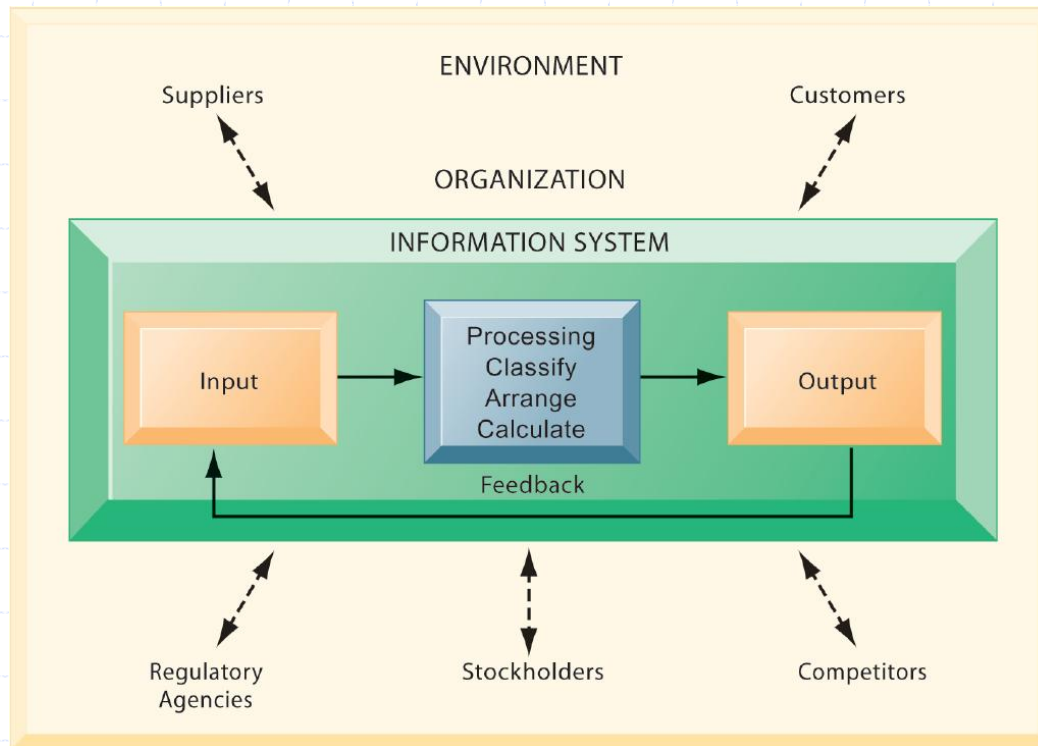 ENVIRONMENT
Suppliers
Customers
ORGANIZATION
INFORMATION SYSTEM
Input
Processing
Classify
Arrange
Calculate
Output
Feedback
Regulatory
Agencies
Stockholders
Competitors